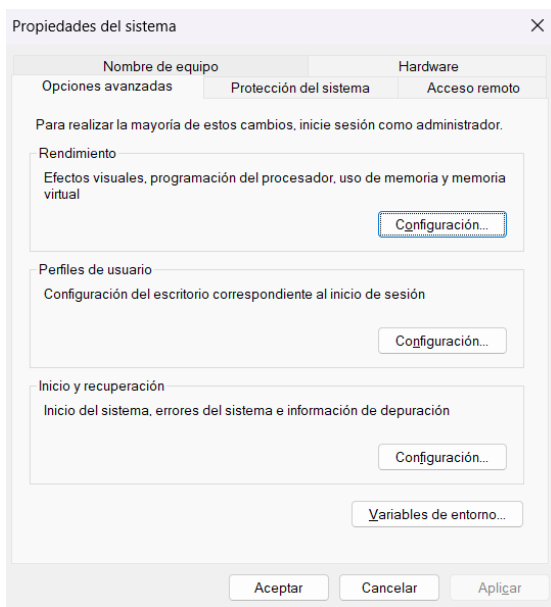 Propiedades del sistema
Nombre de equipo
Hardware
Opciones avanzadas
Protección del sistema
Acceso remoto
Para realizar la mayoría de estos cambios, inicie sesión como administrador.
Rendimiento
Efectos visuales, programación del procesador, uso de memoria y memoria
virtual
Configuración...
Perfiles de usuario
Configuración del escritorio correspondiente al inicio de sesión
Configuración...
Inicio y recuperación
Inicio del sistema, errores del sistema e información de depuración
Configuración...
Variables de entorno...
Aceptar
Cancelar
Aplicar